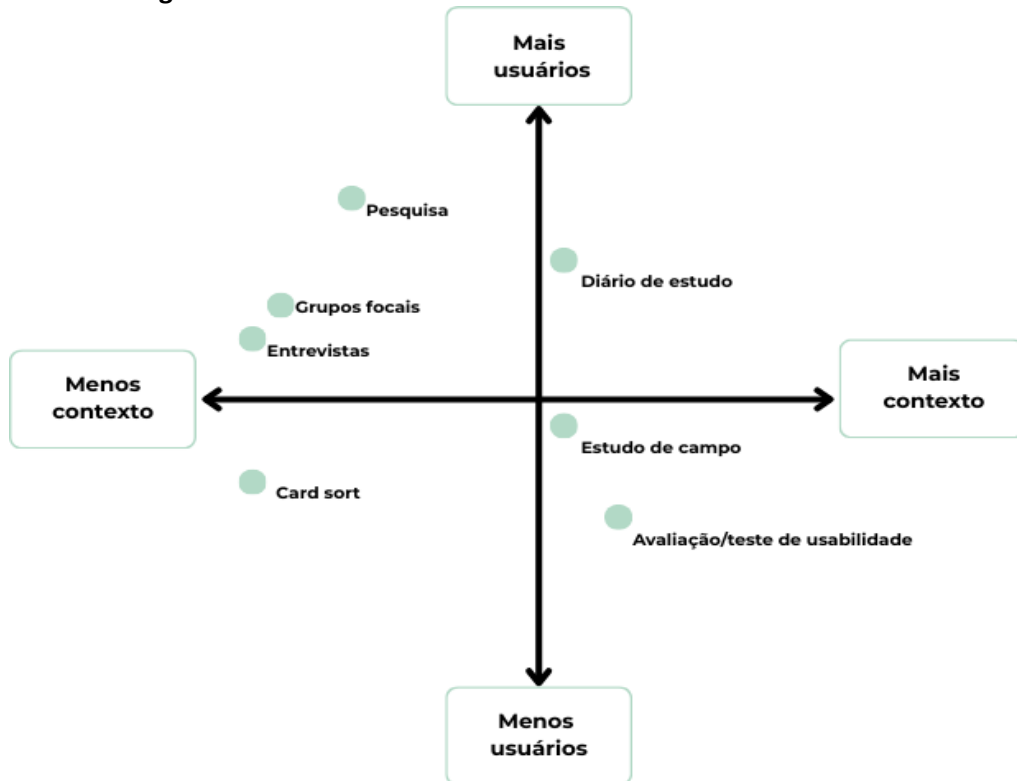 Mais
usuários
Pesquisa
Diário de estudo
Grupos focais
Entrevistas
Menos
contexto
Mais
contexto
Estudo de campo
Card sort
Avaliação/teste de usabilidade
Menos
usuários